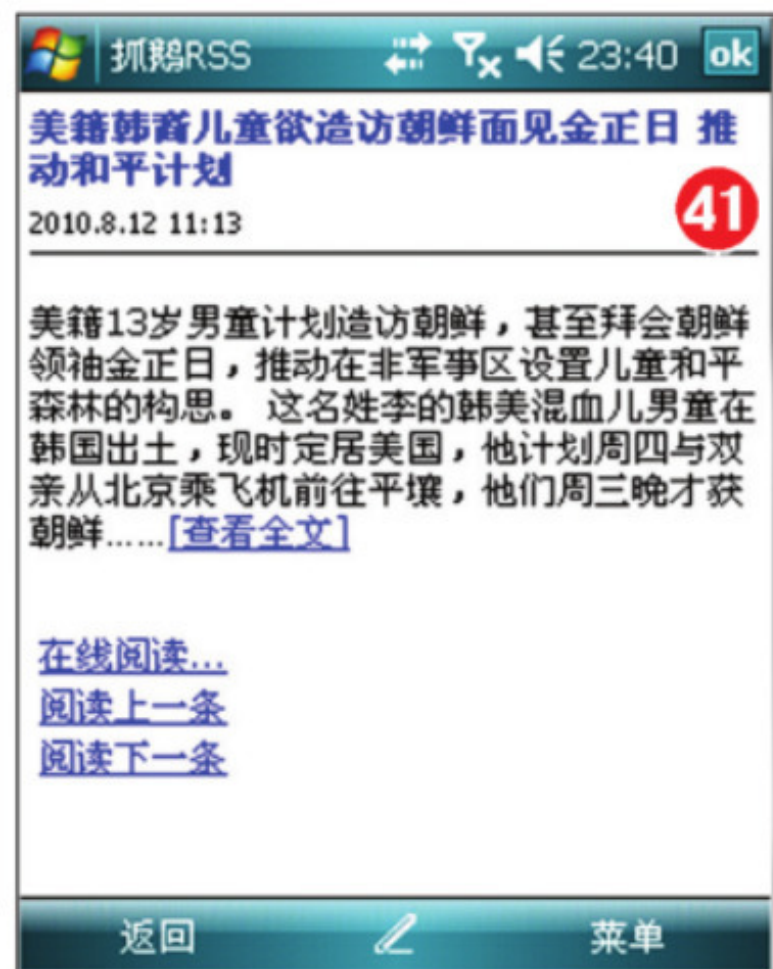 抓鹅RSS 23:40 ok
美籍韩裔儿童欲造访朝鲜面见金正日 推
动和平计划
41
2010.8.12 11:13
美籍13岁男童计划造访朝鲜，甚至拜会朝鲜
领袖金正日，推动在非军事区设置儿童和平
森林的构思。 这名姓李的韩美混血儿男童在
韩国出土，现时定居美国，他计划周四与双
亲从北京乘飞机前往平壤，他们周三晚才获
朝鲜……[查看全文]
在线阅读...
阅读上一条
阅读下一条
返回 菜单